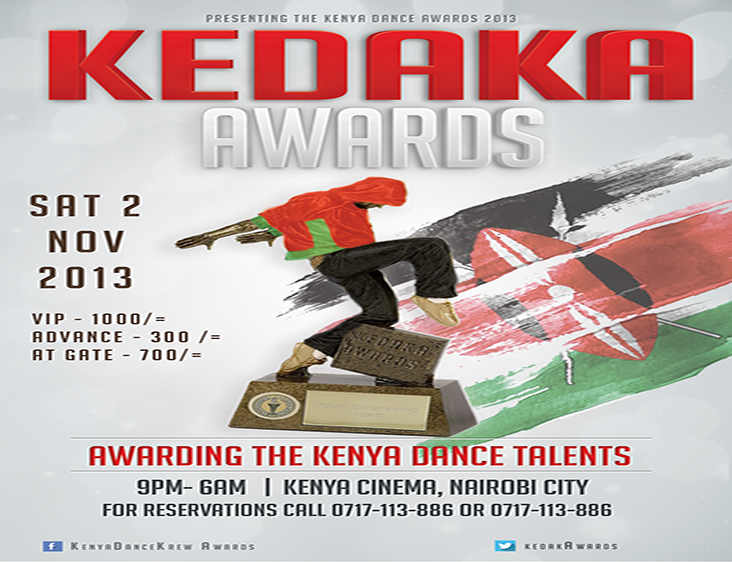 PRESENTING THE KENYA DANCE AWARDS 2013
KEDAKA
AWARDS
SAT 2
NOV
2013
VIP - 1000/=
ADVANCE - 300 /=
AT GATE - 700/=
KEDAKA
AWARDS
AWARDING THE KENYA DANCE TALENTS
9PM- 6AM | KENYA CINEMA, NAIROBI CITY
FOR RESERVATIONS CALL 0717-113-886 OR 0717-113-886
f KENYADANCEKREW AWARDS
KEDAKAWARDS